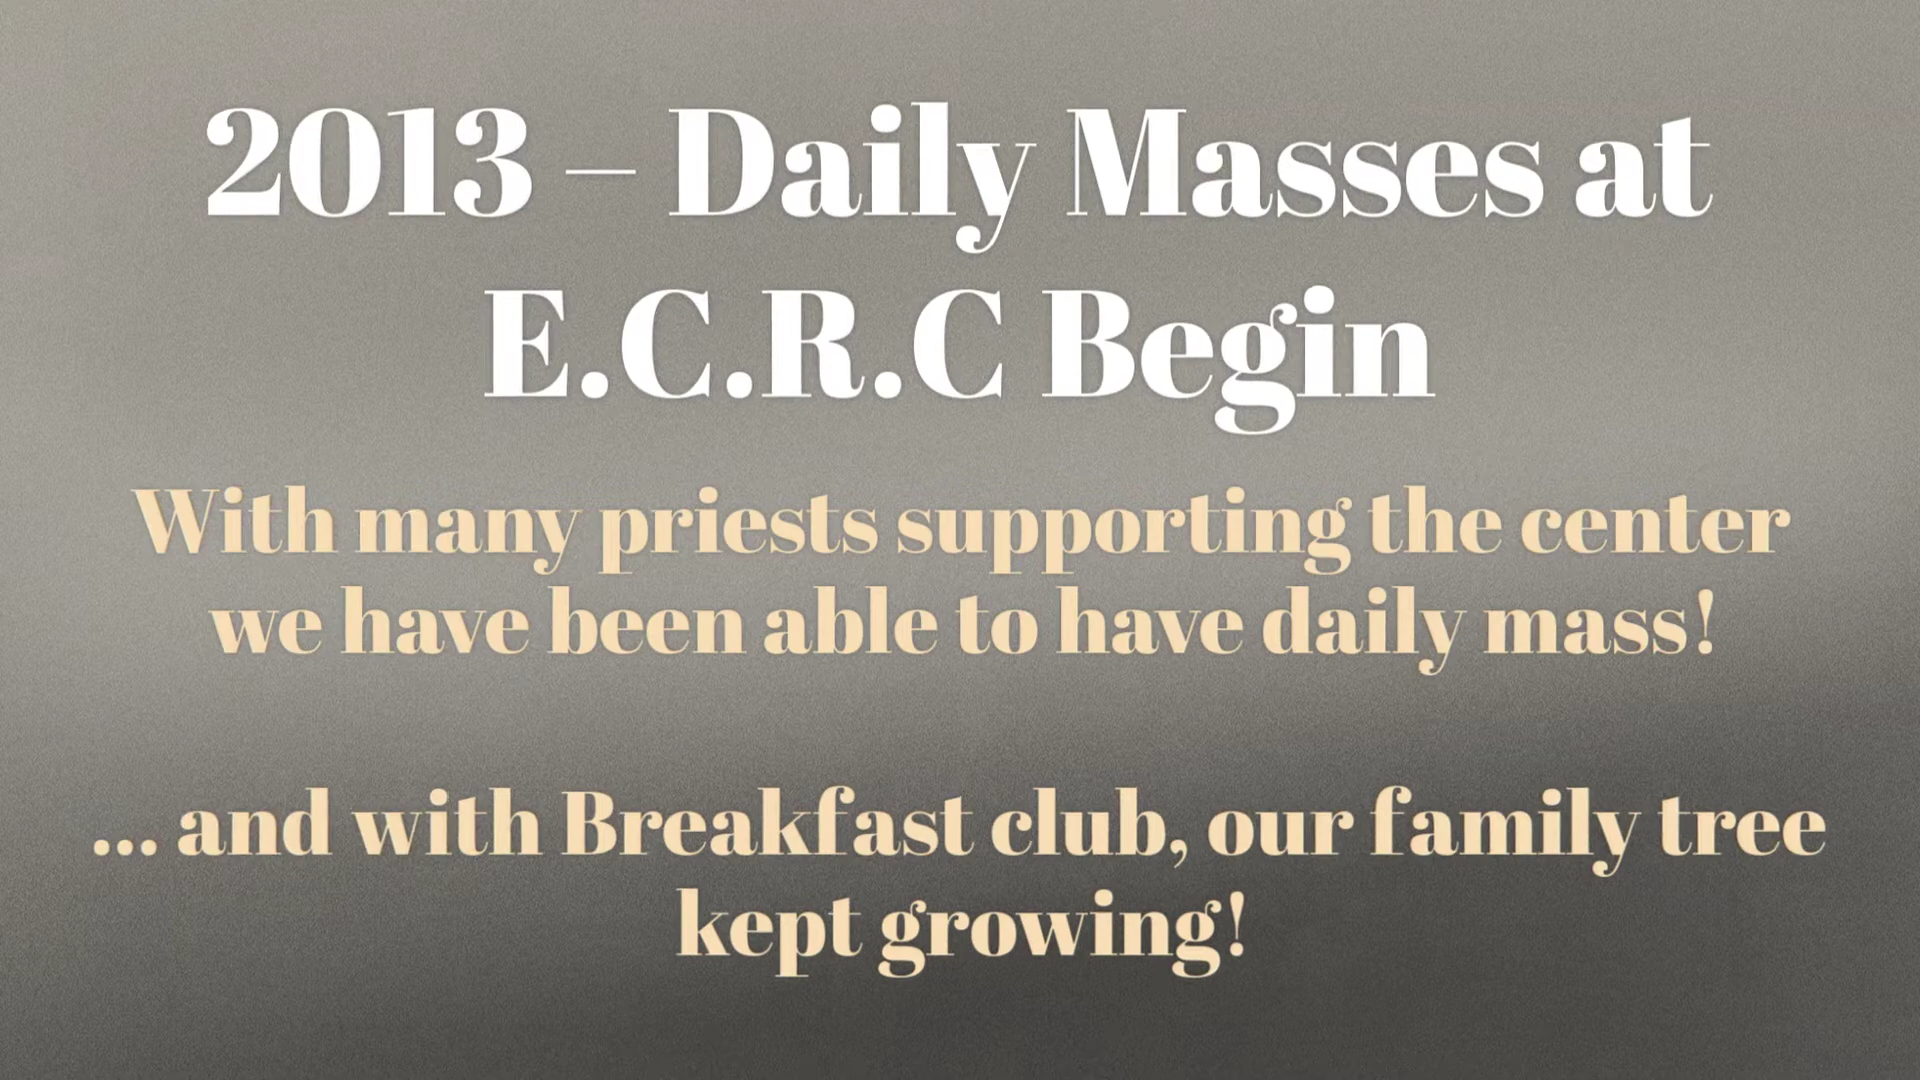 2013 – Daily Masses at
E.C.R.C Begin
With many priests supporting the center
we have been able to have daily mass!
... and with Breakfast club, our family tree
kept growing!